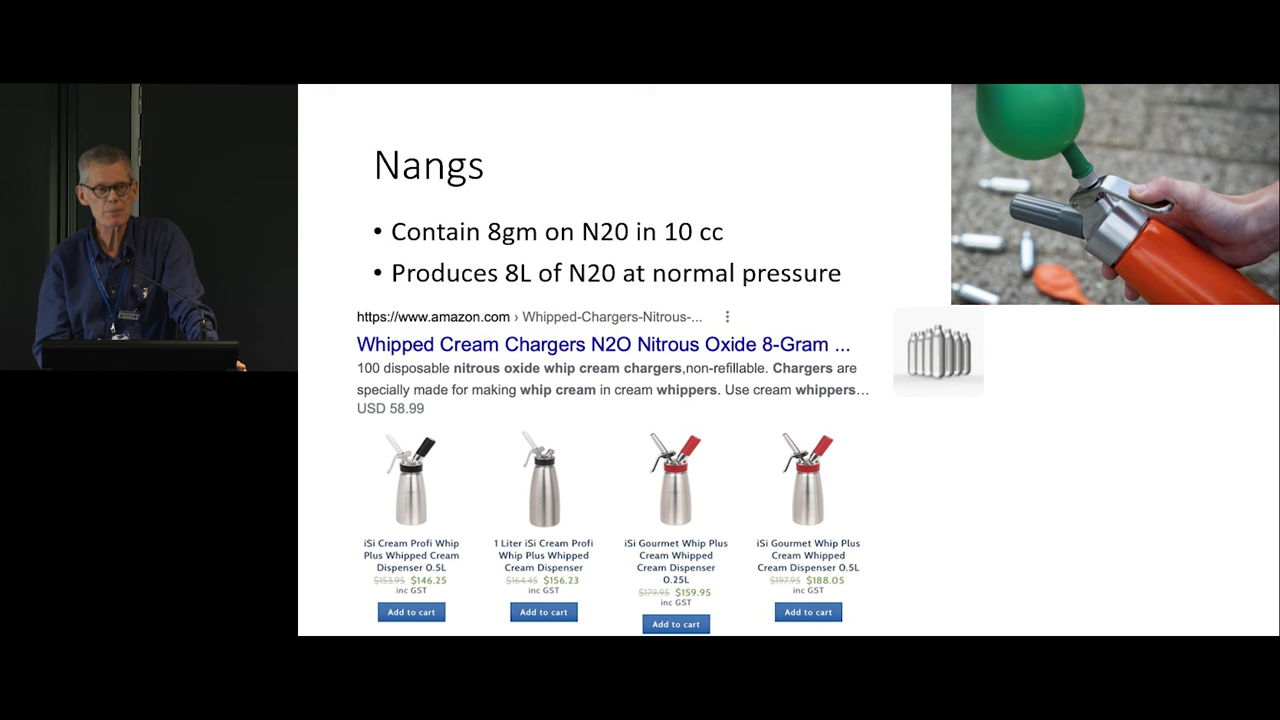 Nangs
• Contain 8gm on N20 in 10 cc
• Produces 8L of N20 at normal pressure
https://www.amazon.com › Whipped-Chargers-Nitrous-...
Whipped Cream Chargers N2O Nitrous Oxide 8-Gram ...
100 disposable nitrous oxide whip cream chargers,non-refillable. Chargers are
specially made for making whip cream in cream whippers. Use cream whippers...
USD 58.99
iSi Cream Profi Whip
Plus Whipped Cream
Dispenser 0.5L
$153.95 $146.25
inc GST
Add to cart
1 Liter iSi Cream Profi
Whip Plus Whipped
Cream Dispenser
$164.45 $156.23
inc GST
Add to cart
iSi Gourmet Whip Plus
Cream Whipped
Cream Dispenser
0.25L
$179.95 $159.95
inc GST
Add to cart
iSi Gourmet Whip Plus
Cream Whipped
Cream Dispenser 0.5L
$197.95 $188.05
inc GST
Add to cart